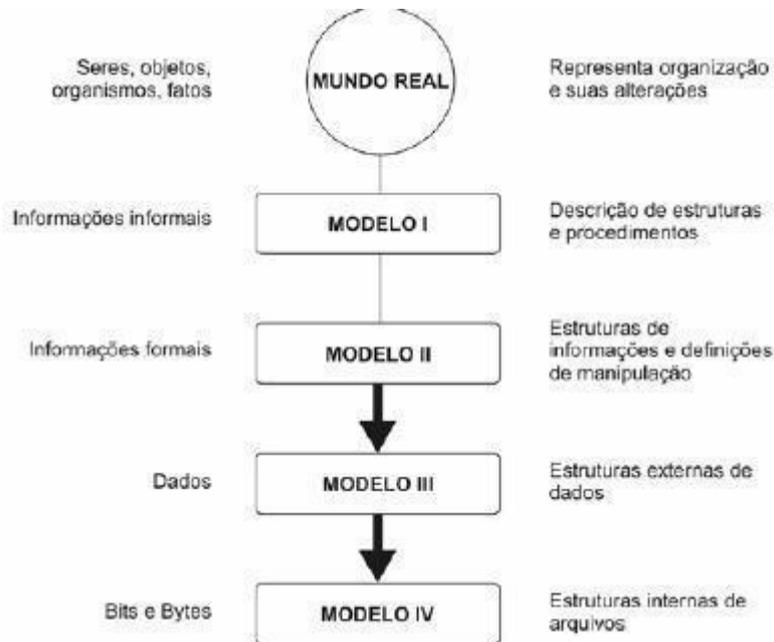 Seres, objetos,
organismos, fatos
MUNDO REAL
Representa organização
e suas alterações
Informações informais
MODELO I
Descrição de estruturas
e procedimentos
Informações formais
MODELO II
Estruturas de
informações e definições
de manipulação
Dados
MODELO III
Estruturas externas de
dados
Bits e Bytes
MODELO IV
Estruturas internas de
arquivos